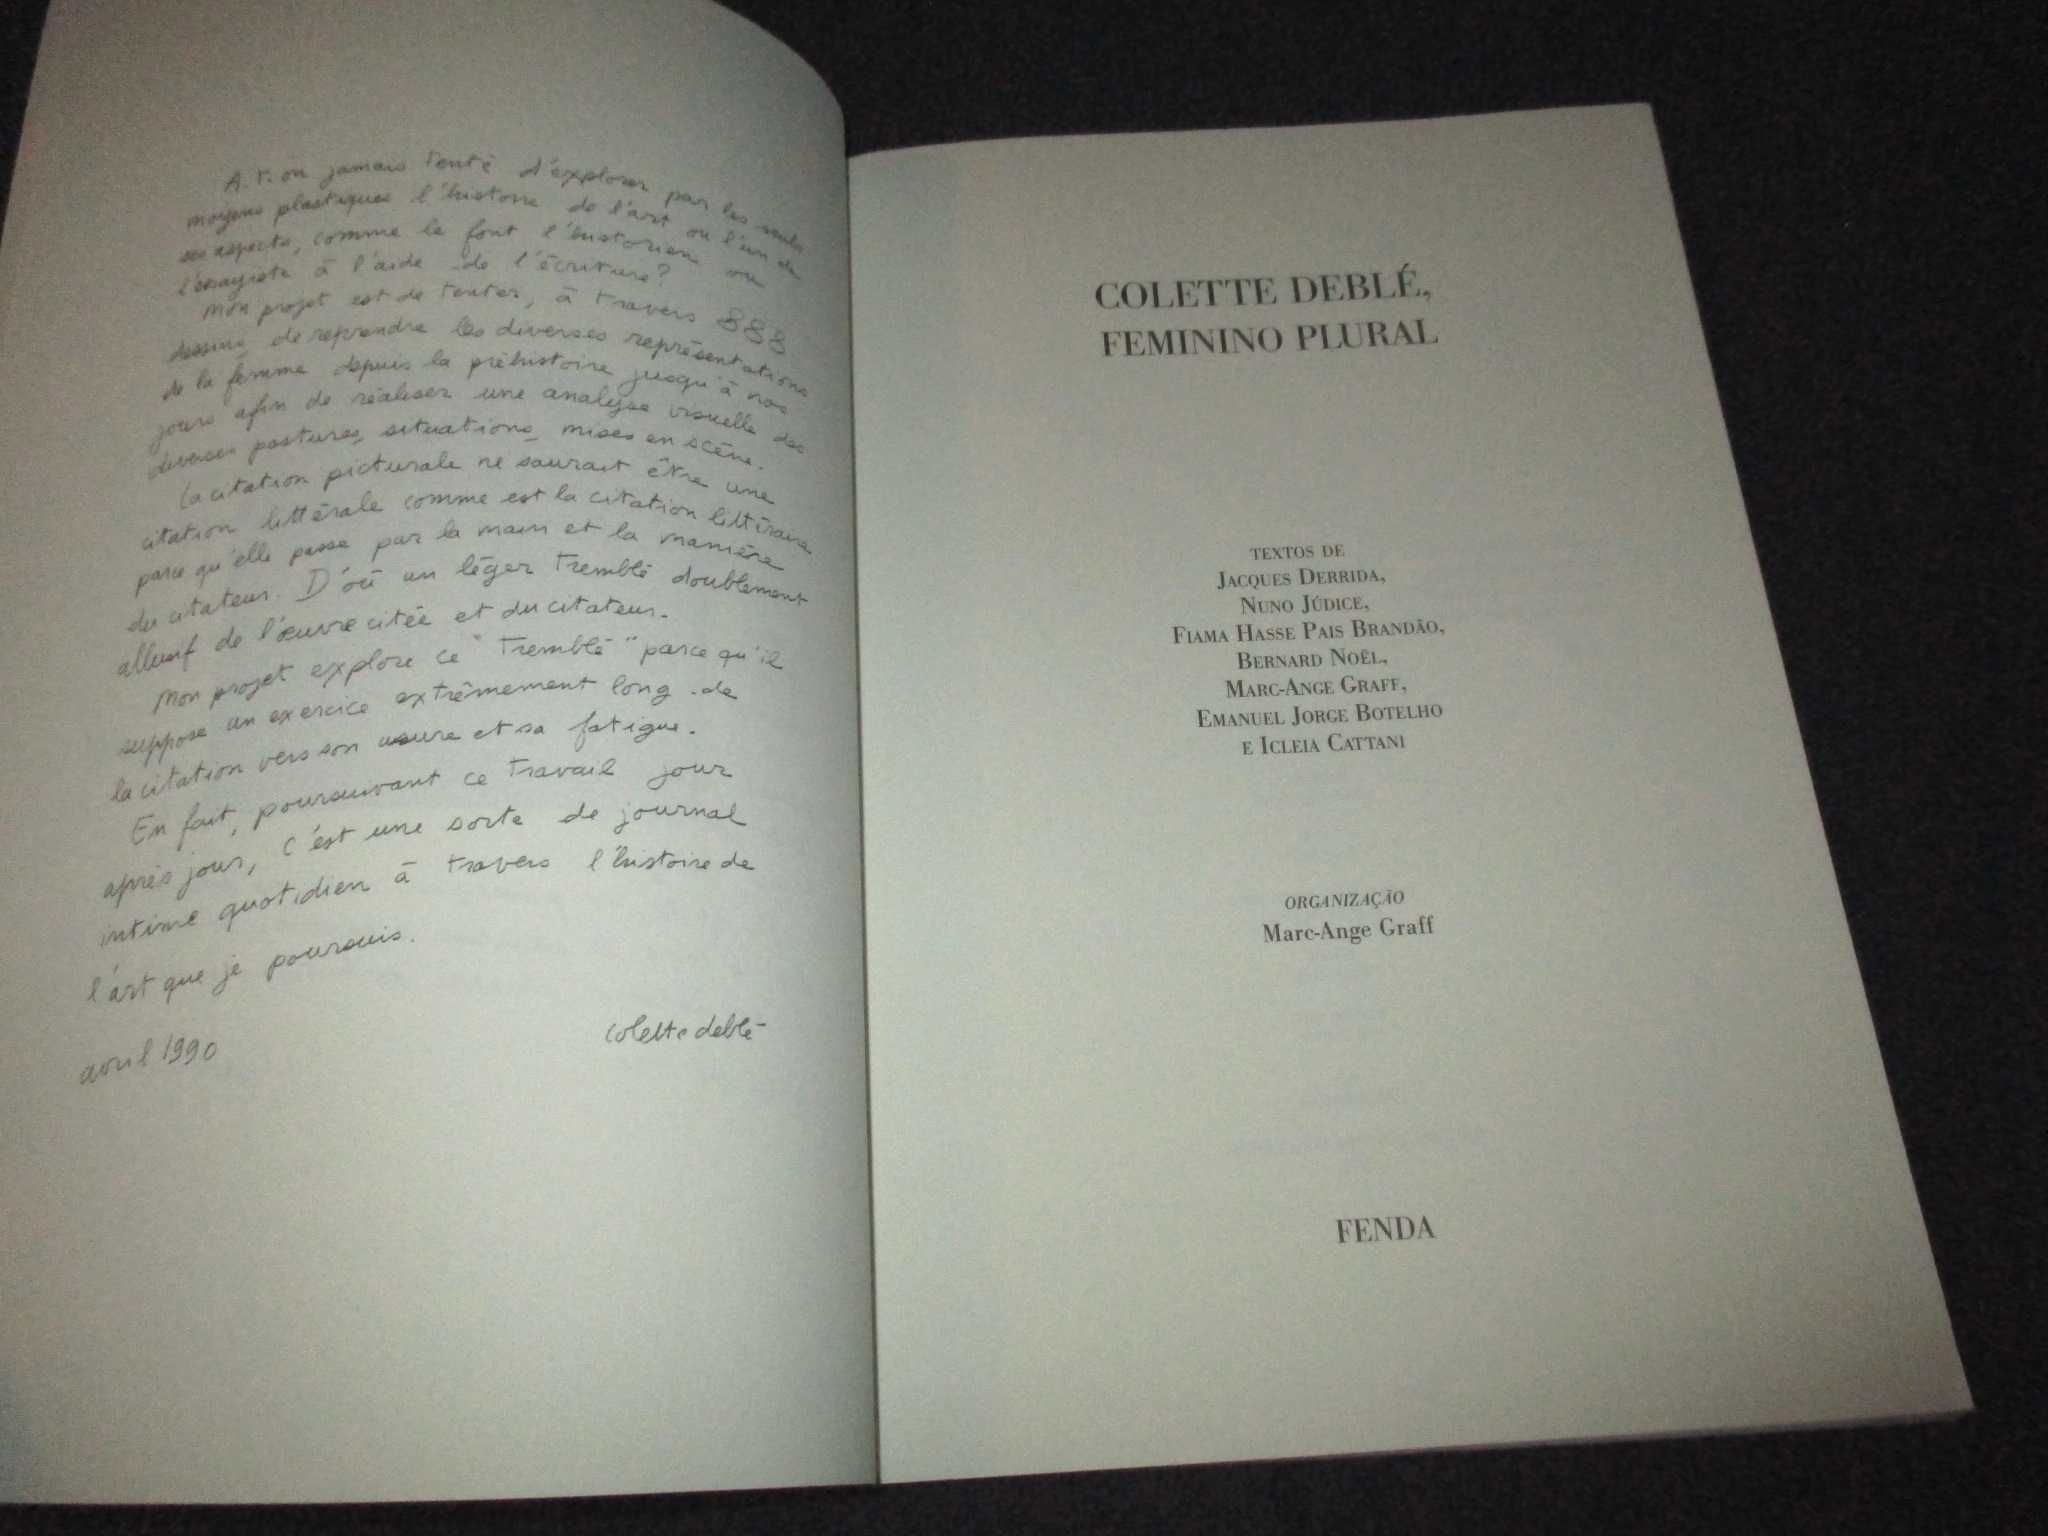 A.t.on jamais tenté d'explorer par les seuls
moyens plastiques l'histoire de l'art ou l'un de
ses aspects, comme le font l'historien ou
l'essayiste à l'aide de l'écriture?
Mon projet est de tenter, à travers 888
dessins, de reprendre les diverses représentations
de la femme depuis la préhistoire jusqu'à nos
jours afin de réaliser une analyse visuelle des
diverses postures, situations, mises en scène.
La citation picturale ne saurait être une
citation littérale comme est la citation littéraire
parce qu'elle passe par la main et la manière
du citateur. D'où un léger tremblé doublement
allusif de l'œuvre citée et du citateur.
Mon projet explore ce "tremblé" parce qu'il
suppose un exercice extrêmement long de
la citation vers son usure et sa fatigue.
En fait, poursuivant ce travail jour
après jour, c'est une sorte de journal
intime quotidien à travers l'histoire de
l'art que je poursuis.
avril 1990
colette deblé
COLETTE DEBLÉ,
FEMININO PLURAL
TEXTOS DE
JACQUES DERRIDA,
NUNO JÚDICE,
FIAMA HASSE PAIS BRANDÃO,
BERNARD NOËL,
MARC-ANGE GRAFF,
EMANUEL JORGE BOTELHO
E ICLEIA CATTANI
ORGANIZAÇÃO
Marc-Ange Graff
FENDA